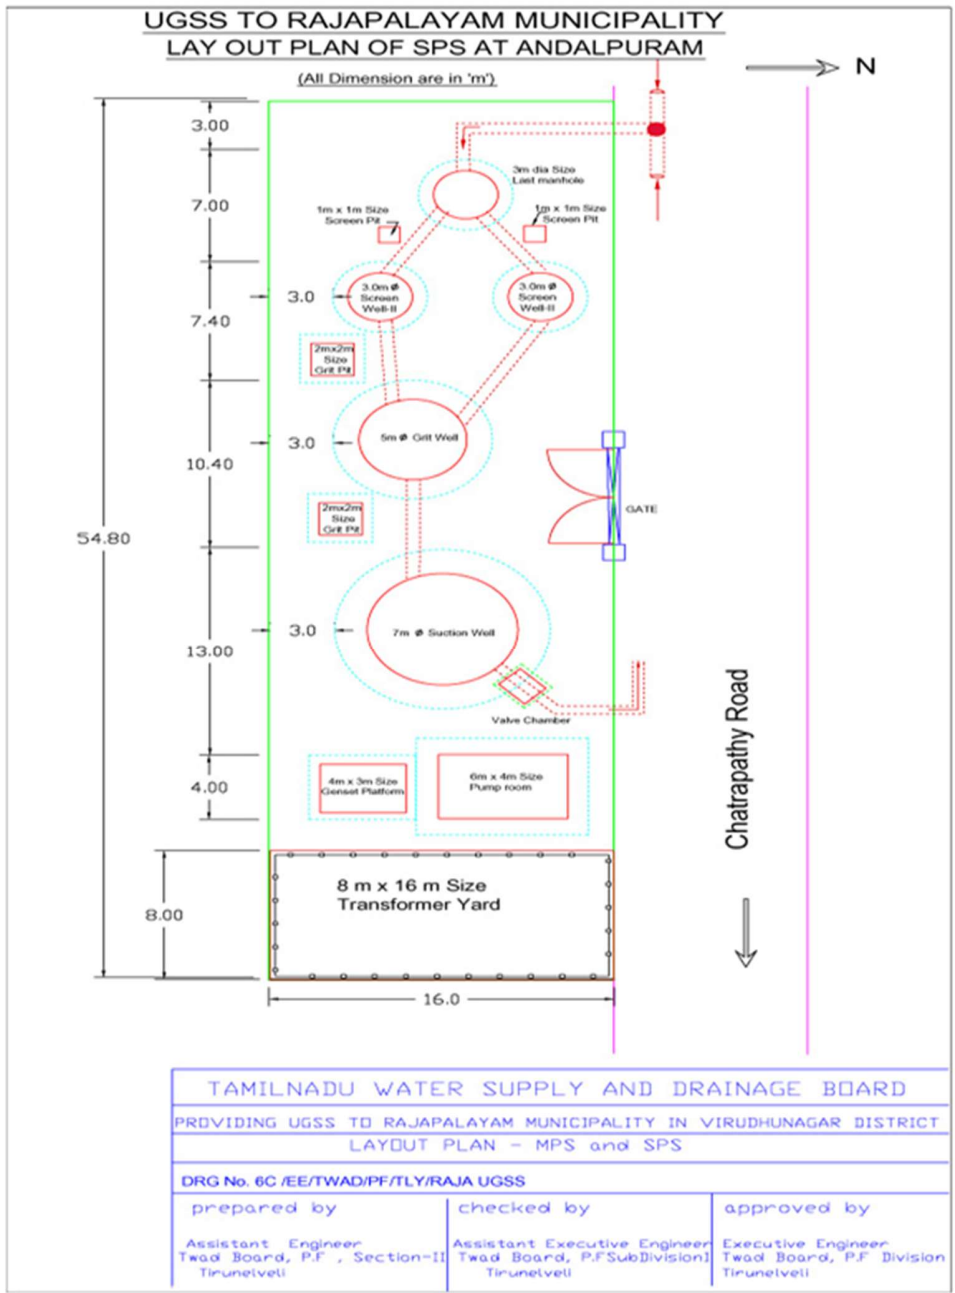 UGSS TO RAJAPALAYAM MUNICIPALITY
LAY OUT PLAN OF SPS AT ANDALPURAM
(All Dimension are in 'm')
N
3.00
3m dia Size
Last manhole
7.00
1m x 1m Size
Screen Pit
1m x 1m Size
Screen Pit
3.0
3.0m Ø
Screen
Well-II
3.0m Ø
Screen
Well-II
7.40
2mx2m
Size
Grit Pit
3.0
5m Ø Grit Well
10.40
2mx2m
Size
Grit Pit
GATE
54.80
3.0
7m Ø Suction Well
13.00
Valve Chamber
Chatrapathy Road
4.00
4m x 3m Size
Genset Platform
6m x 4m Size
Pump room
8.00
8 m x 16 m Size
Transformer Yard
16.0
TAMILNADU WATER SUPPLY AND DRAINAGE BOARD
PROVIDING UGSS TO RAJAPALAYAM MUNICIPALITY IN VIRUDHUNAGAR DISTRICT
LAYOUT PLAN - MPS and SPS
DRG No. 6C /EE/TWAD/PF/TLY/RAJA UGSS
prepared by
Assistant Engineer
Twad Board, P.F , Section-II
Tirunelveli
checked by
Assistant Executive Engineer
Twad Board, P.FSubDivisionI
Tirunelveli
approved by
Executive Engineer
Twad Board, P.F Division
Tirunelveli